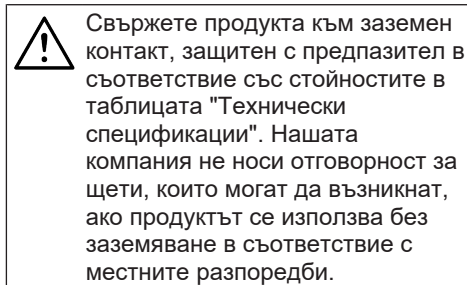 Свържете продукта към заземен
контакт, защитен с предпазител в
съответствие със стойностите в
таблицата "Технически
спецификации". Нашата
компания не носи отговорност за
щети, които могат да възникнат,
ако продуктът се използва без
заземяване в съответствие с
местните разпоредби.